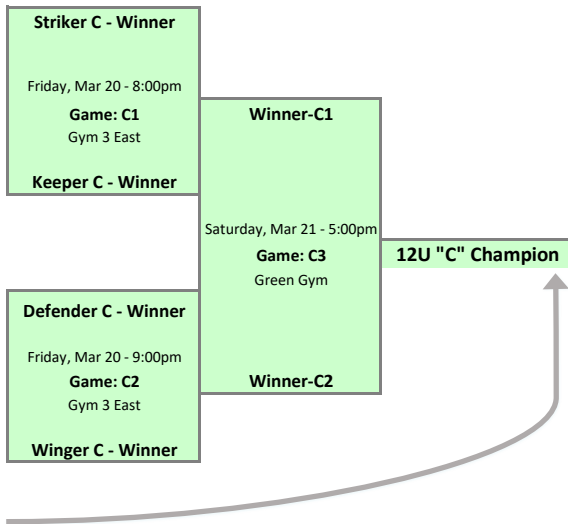 Striker C - Winner
Friday, Mar 20 - 8:00pm
Game: C1
Gym 3 East
Keeper C - Winner
Winner-C1
Saturday, Mar 21 - 5:00pm
Game: C3
Green Gym
Winner-C2
12U "C" Champion
Defender C - Winner
Friday, Mar 20 - 9:00pm
Game: C2
Gym 3 East
Winger C - Winner